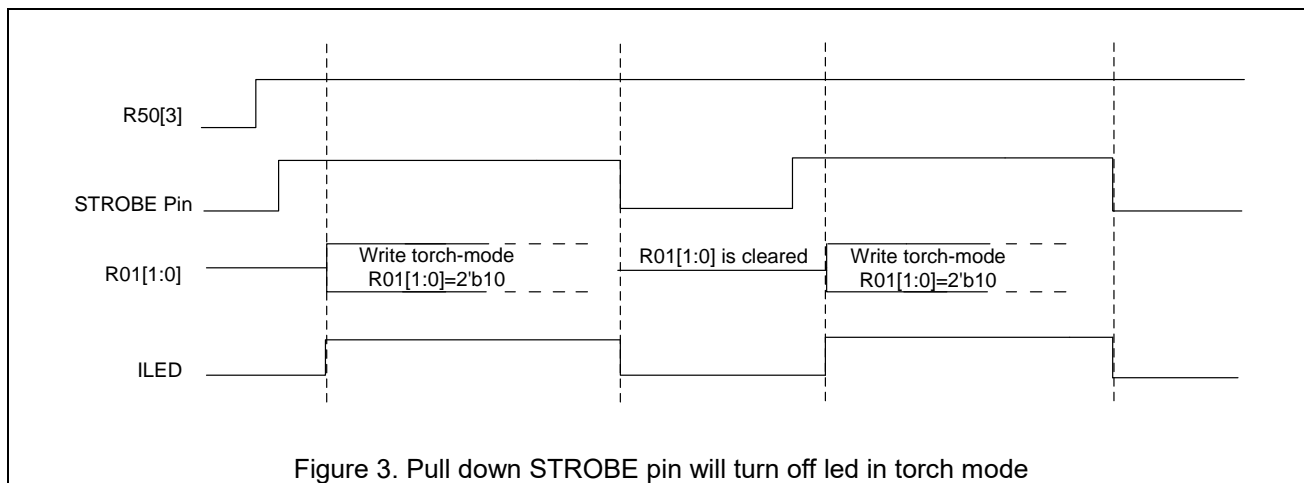 R50[3]
STROBE Pin
R01[1:0]
Write torch-mode
R01[1:0]=2'b10
R01[1:0] is cleared
Write torch-mode
R01[1:0]=2'b10
ILED
Figure 3. Pull down STROBE pin will turn off led in torch mode